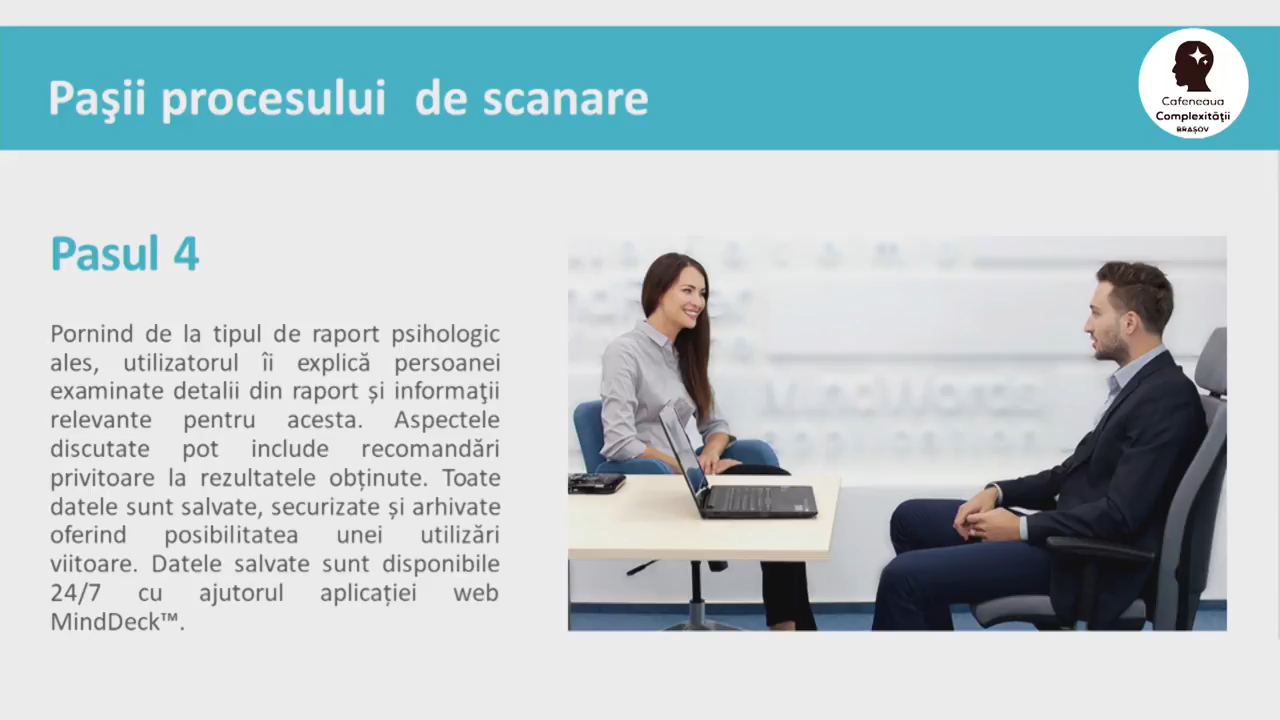 Paşii procesului de scanare
Cafeneaua
Complexităţii
BRAȘOV
Pasul 4
Pornind de la tipul de raport psihologic
ales, utilizatorul îi explică persoanei
examinate detalii din raport și informaţii
relevante pentru acesta. Aspectele
discutate pot include recomandări
privitoare la rezultatele obținute. Toate
datele sunt salvate, securizate și arhivate
oferind posibilitatea unei utilizări
viitoare. Datele salvate sunt disponibile
24/7 cu ajutorul aplicației web
MindDeck™.